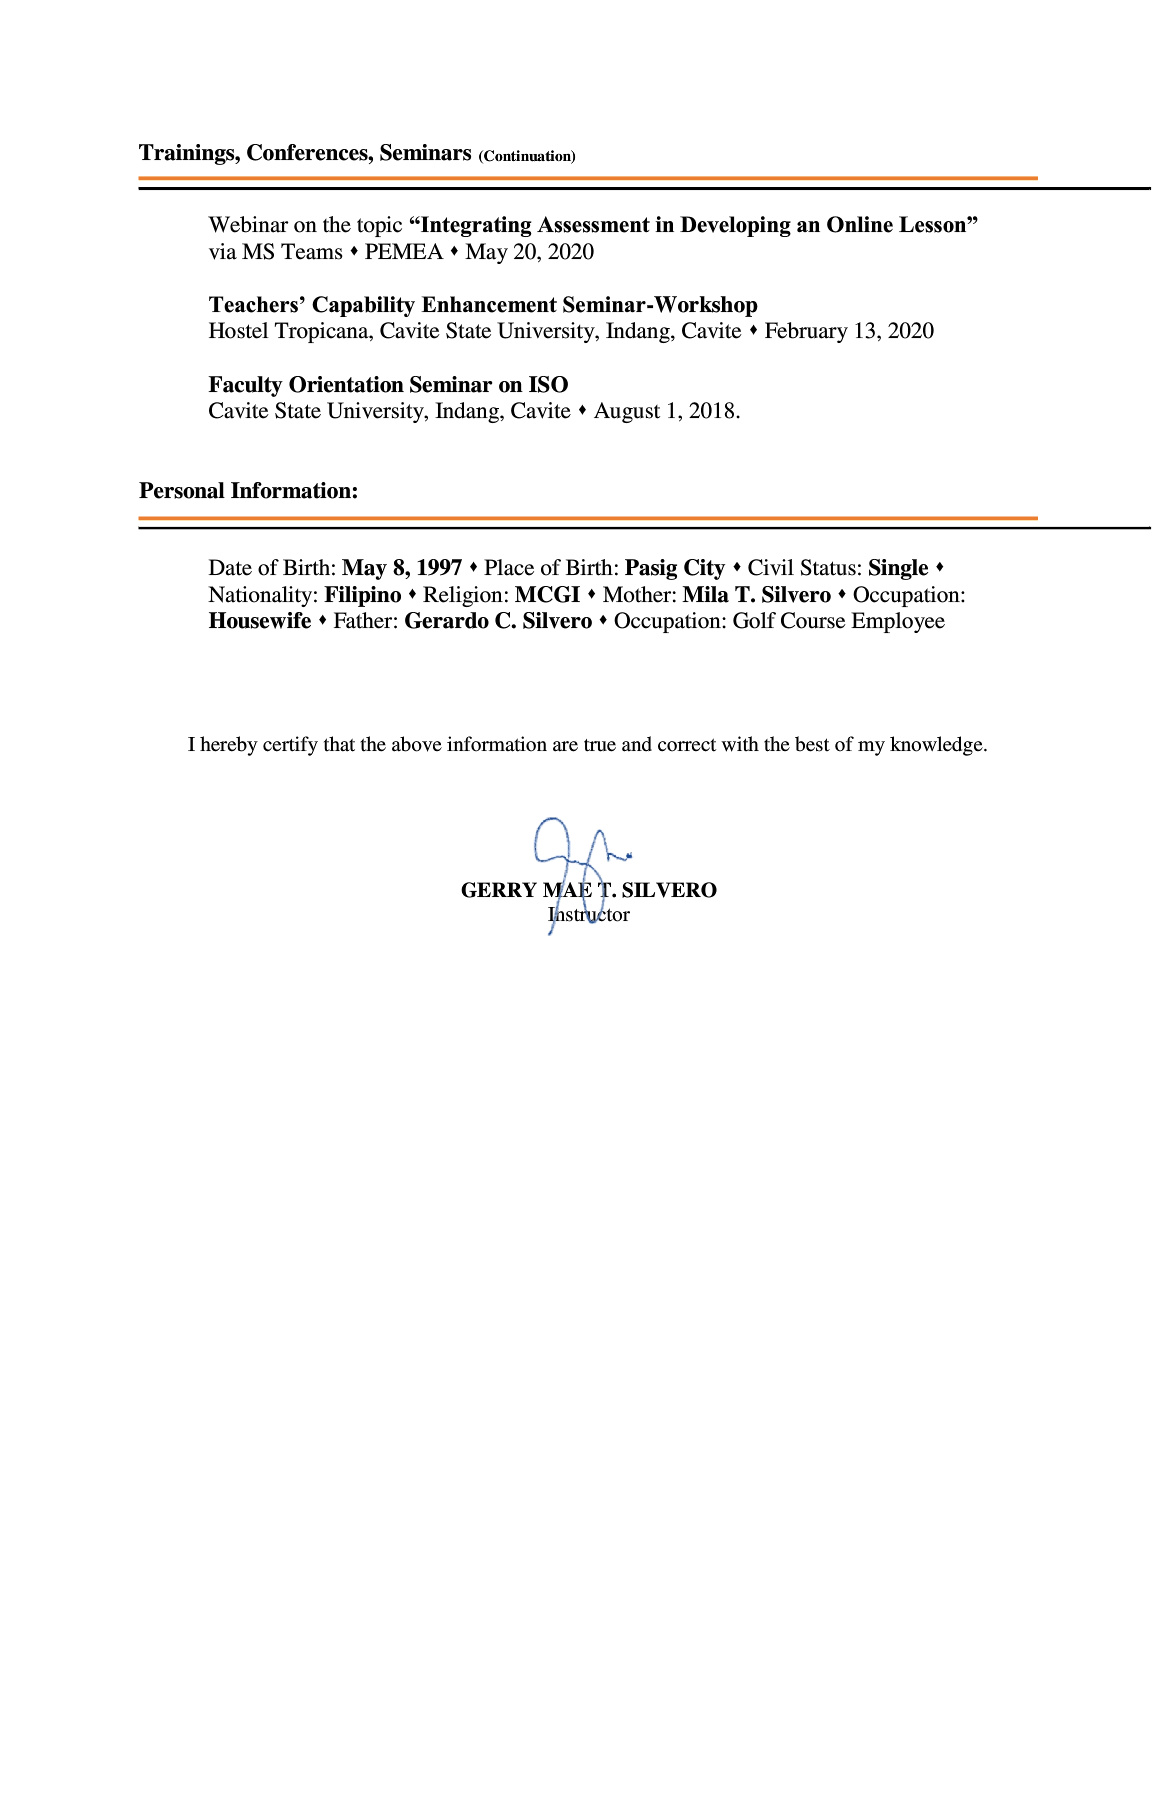 Trainings, Conferences, Seminars (Continuation)
Webinar on the topic “Integrating Assessment in Developing an Online Lesson”
via MS Teams ⬩ PEMEA ⬩ May 20, 2020
Teachers’ Capability Enhancement Seminar-Workshop
Hostel Tropicana, Cavite State University, Indang, Cavite ⬩ February 13, 2020
Faculty Orientation Seminar on ISO
Cavite State University, Indang, Cavite ⬩ August 1, 2018.
Personal Information:
Date of Birth: May 8, 1997 ⬩ Place of Birth: Pasig City ⬩ Civil Status: Single ⬩
Nationality: Filipino ⬩ Religion: MCGI ⬩ Mother: Mila T. Silvero ⬩ Occupation:
Housewife ⬩ Father: Gerardo C. Silvero ⬩ Occupation: Golf Course Employee
I hereby certify that the above information are true and correct with the best of my knowledge.
GERRY MAE T. SILVERO
Instructor